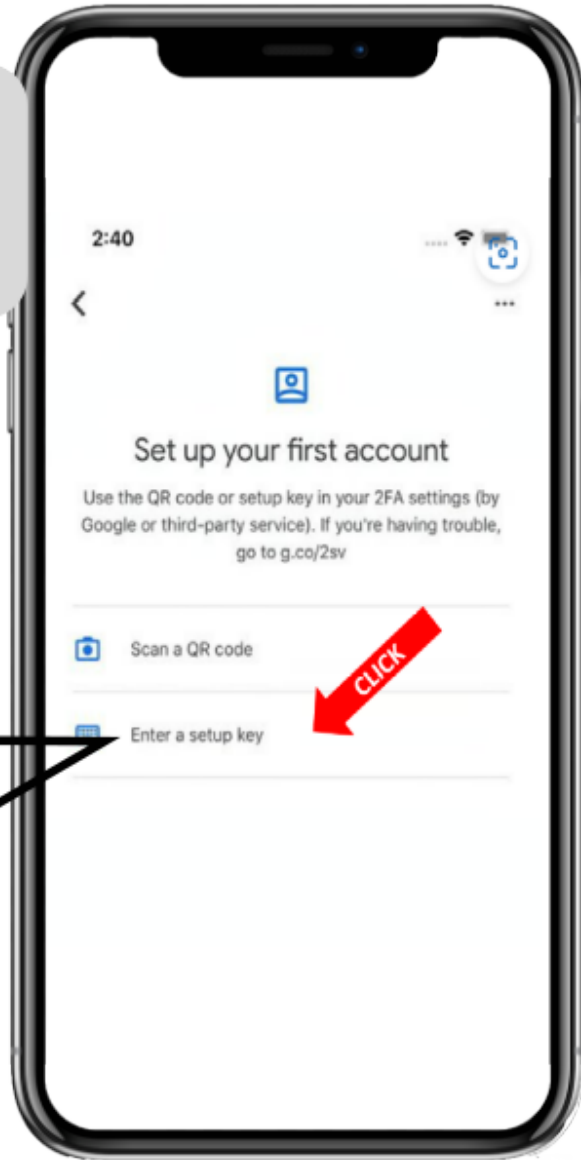 2:40
Set up your first account
Use the QR code or setup key in your 2FA settings (by
Google or third-party service). If you're having trouble,
go to g.co/2sv
Scan a QR code
CLICK
Enter a setup key